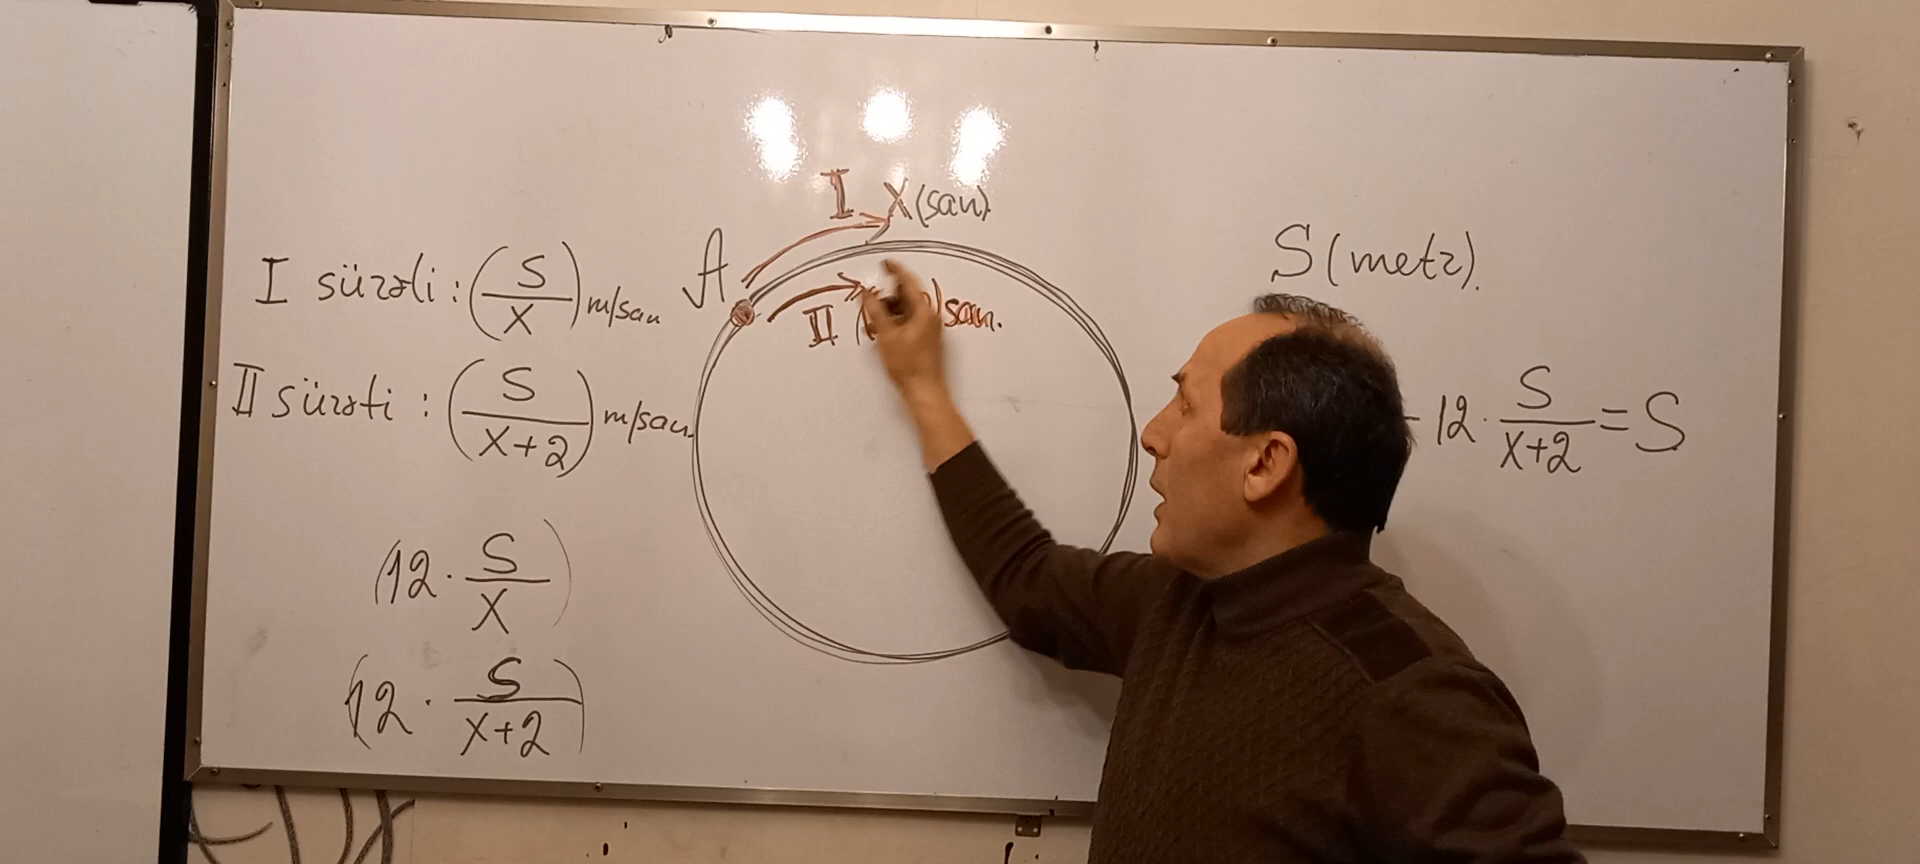 I sürəti : (S/X) m/san
II sürəti : (S/(X+2)) m/san.
(12 · S/X)
(12 · S/(X+2))
A
I X(san)
II ( )san.
S(metr).
- 12 · S/(X+2) = S